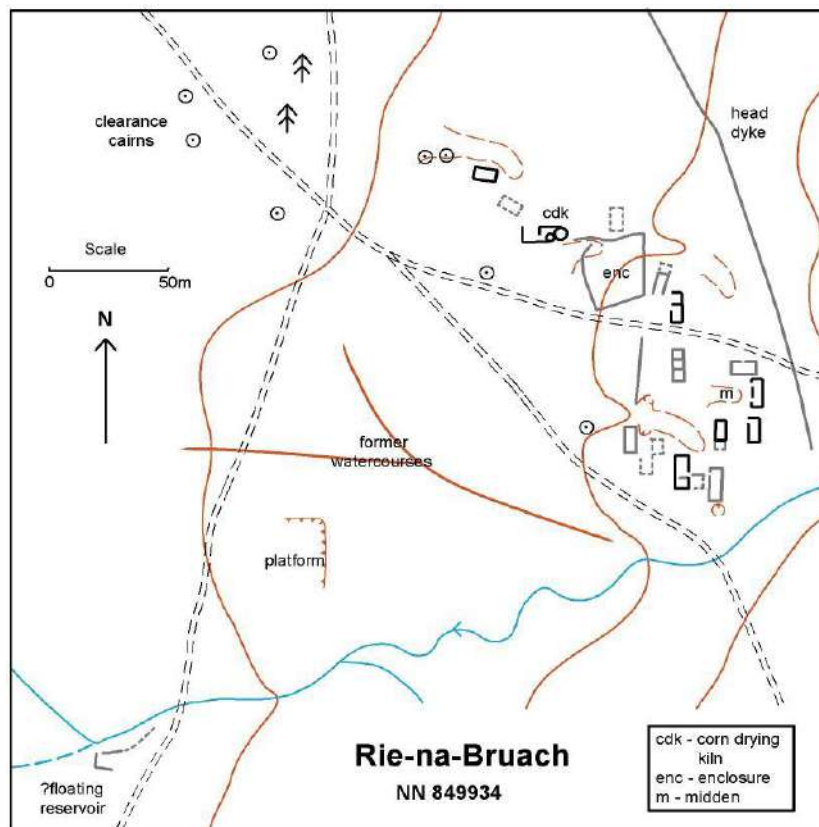 clearance
cairns
head
dyke
cdk
Scale
0 50m
enc
N
m
former
watercourses
platform
Rie-na-Bruach
NN 849934
?floating
reservoir
cdk - corn drying
kiln
enc - enclosure
m - midden